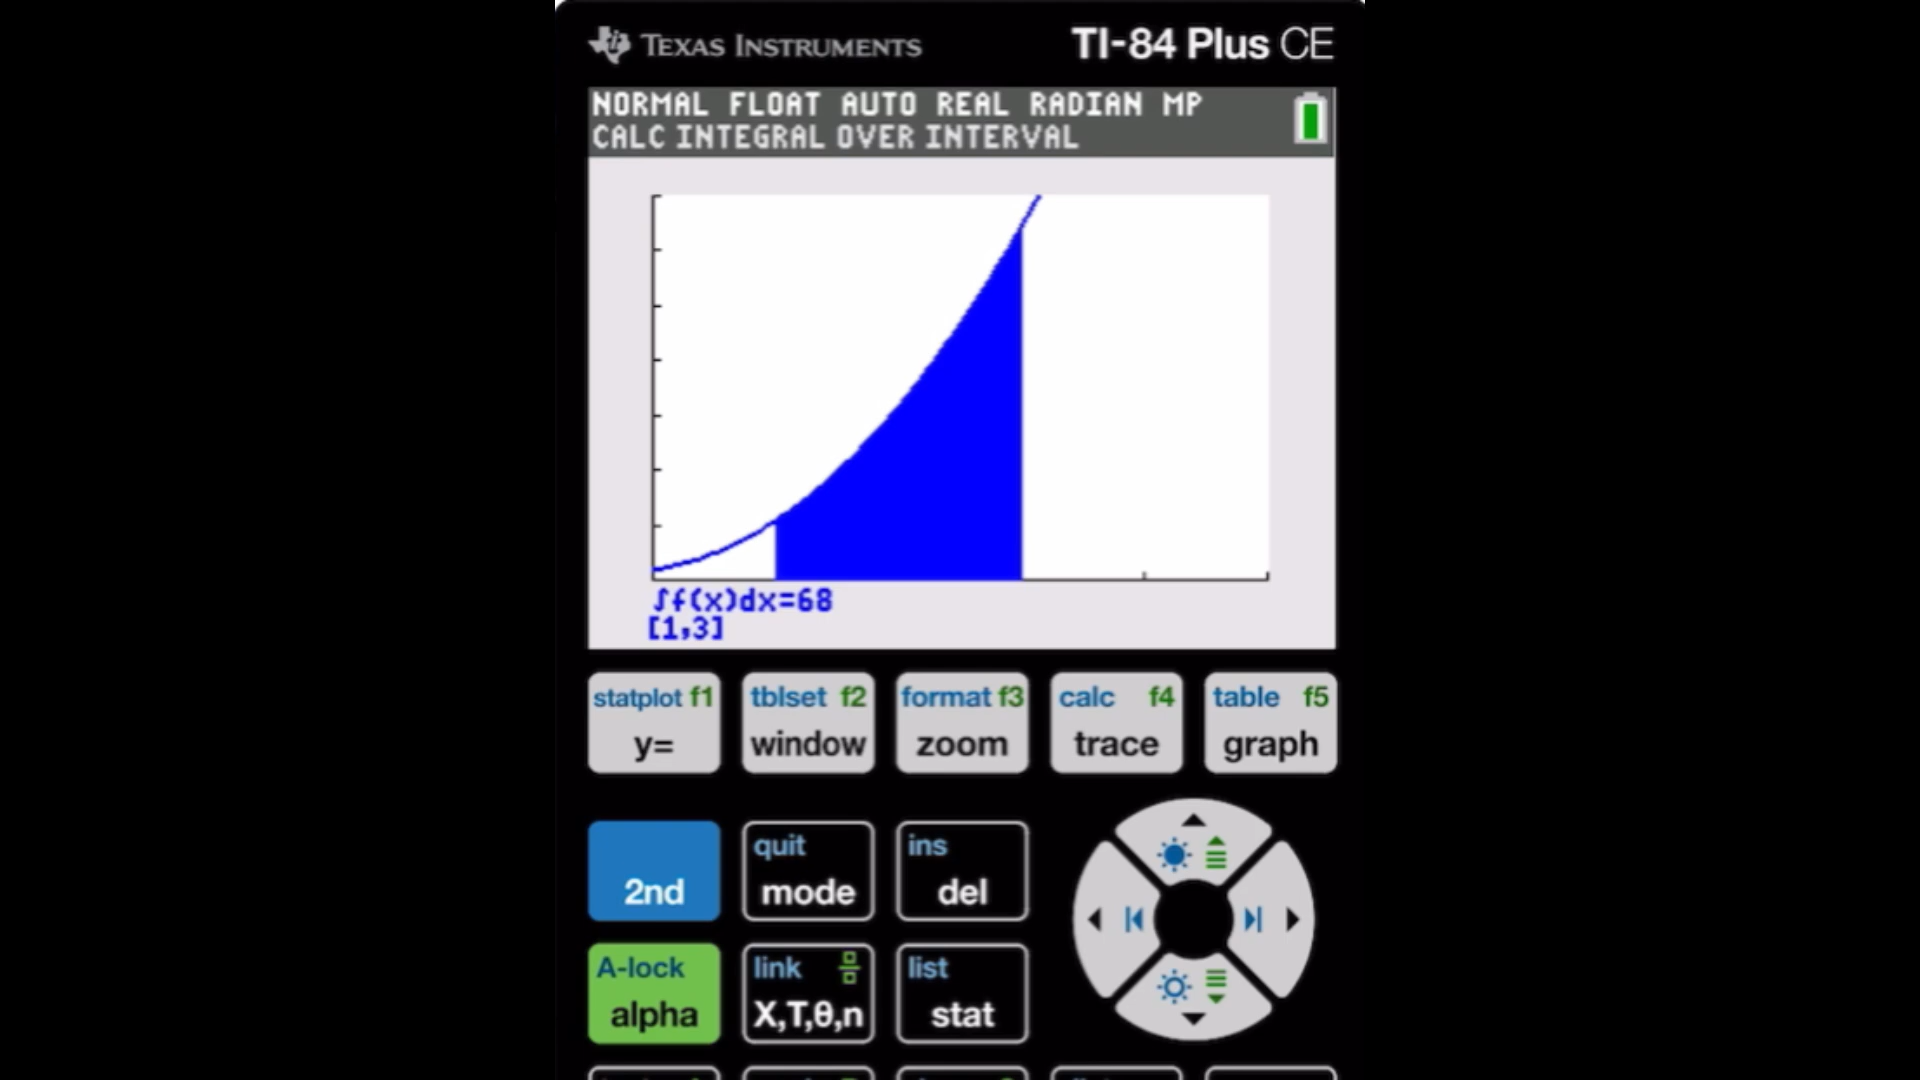 TEXAS INSTRUMENTS TI-84 Plus CE
NORMAL FLOAT AUTO REAL RADIAN MP
CALC INTEGRAL OVER INTERVAL
∫f(x)dx=68
[1,3]
statplot f1 tblset f2 format f3 calc f4 table f5
y= window zoom trace graph
quit ins
2nd mode del
A-lock link list
alpha X,T,θ,n stat